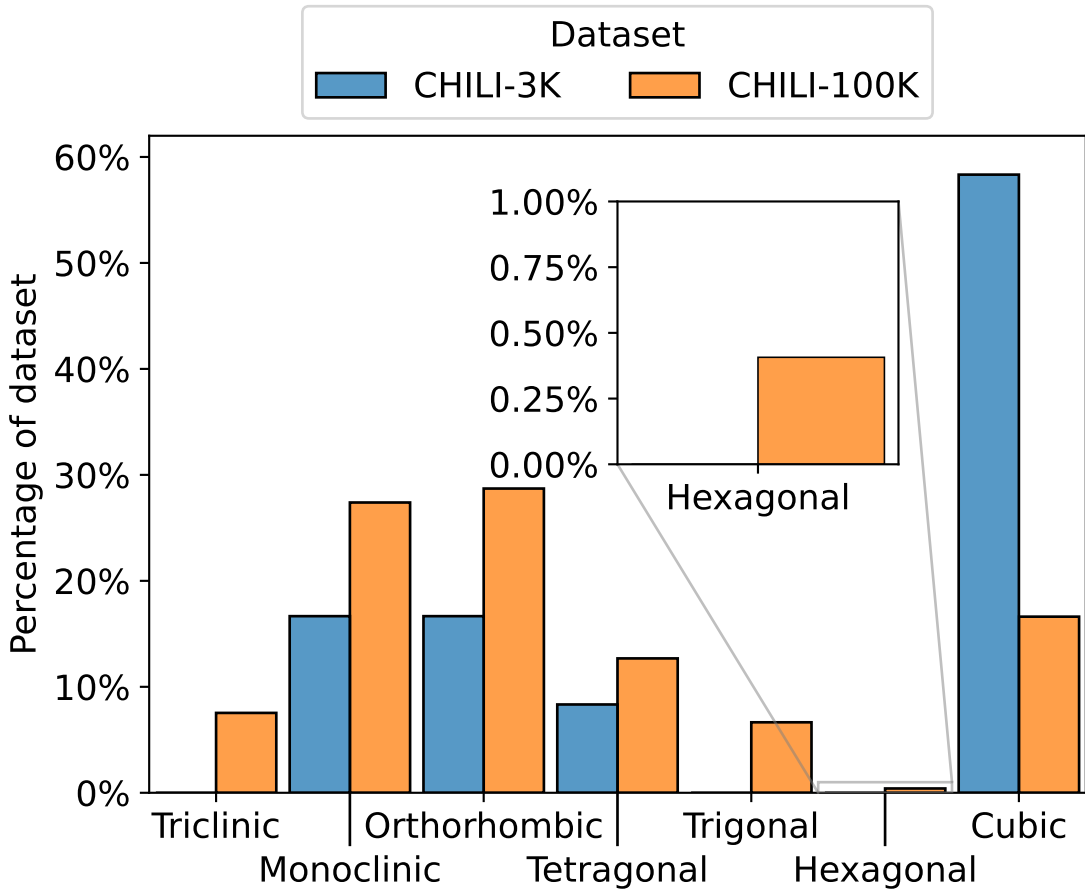 Dataset
CHILI-3K CHILI-100K
Percentage of dataset
60%
50%
40%
30%
20%
10%
0%
1.00%
0.75%
0.50%
0.25%
0.00%
Hexagonal
Triclinic Orthorhombic Trigonal Cubic
Monoclinic Tetragonal Hexagonal